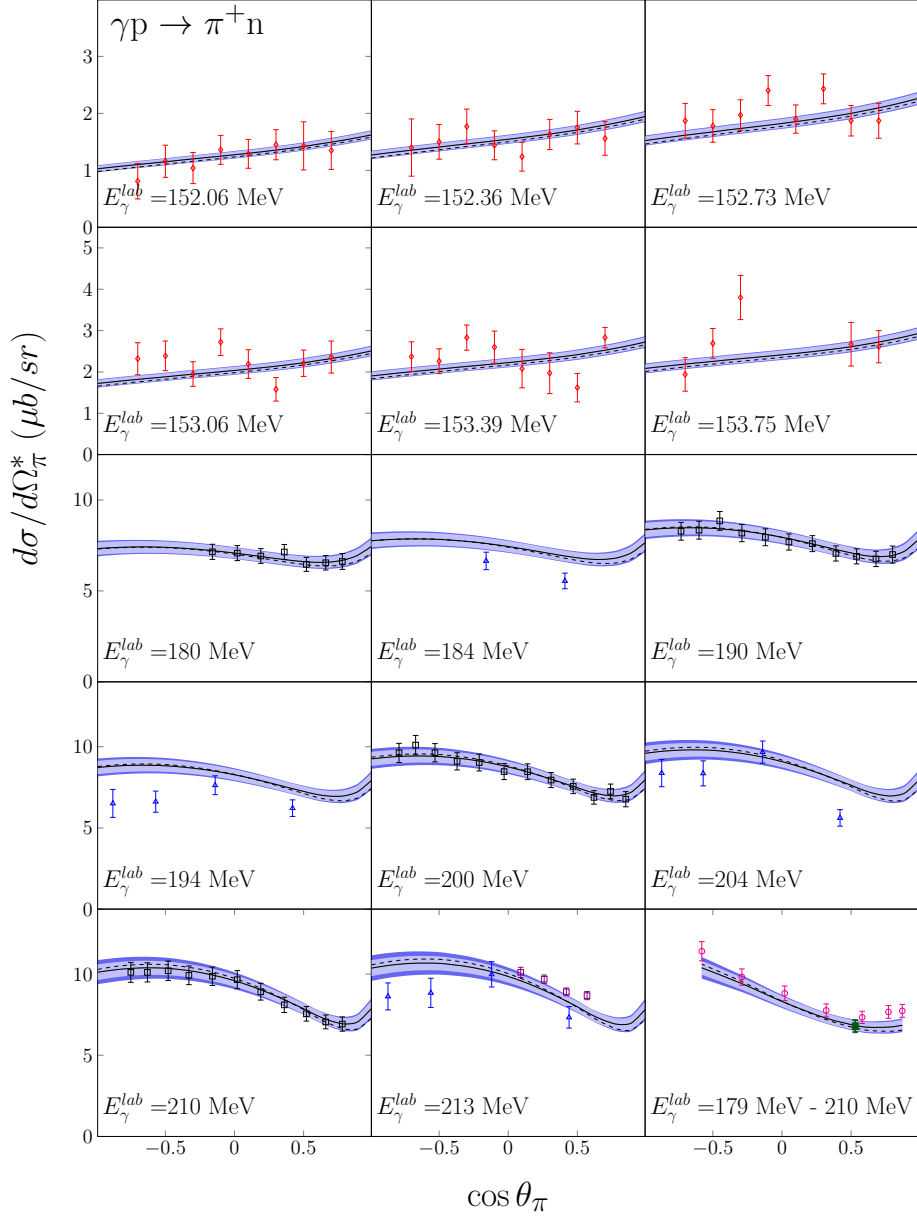 γp → π⁺n
4
3
2
1
0
E_γ^{lab} =152.06 MeV
E_γ^{lab} =152.36 MeV
E_γ^{lab} =152.73 MeV
5
4
3
2
1
0
E_γ^{lab} =153.06 MeV
E_γ^{lab} =153.39 MeV
E_γ^{lab} =153.75 MeV
dσ/dΩ*_π (μb/sr)
10
5
0
E_γ^{lab} =180 MeV
E_γ^{lab} =184 MeV
E_γ^{lab} =190 MeV
10
5
0
E_γ^{lab} =194 MeV
E_γ^{lab} =200 MeV
E_γ^{lab} =204 MeV
10
5
0
E_γ^{lab} =210 MeV
E_γ^{lab} =213 MeV
E_γ^{lab} =179 MeV - 210 MeV
−0.5 0 0.5 −0.5 0 0.5 −0.5 0 0.5
cos θ_π